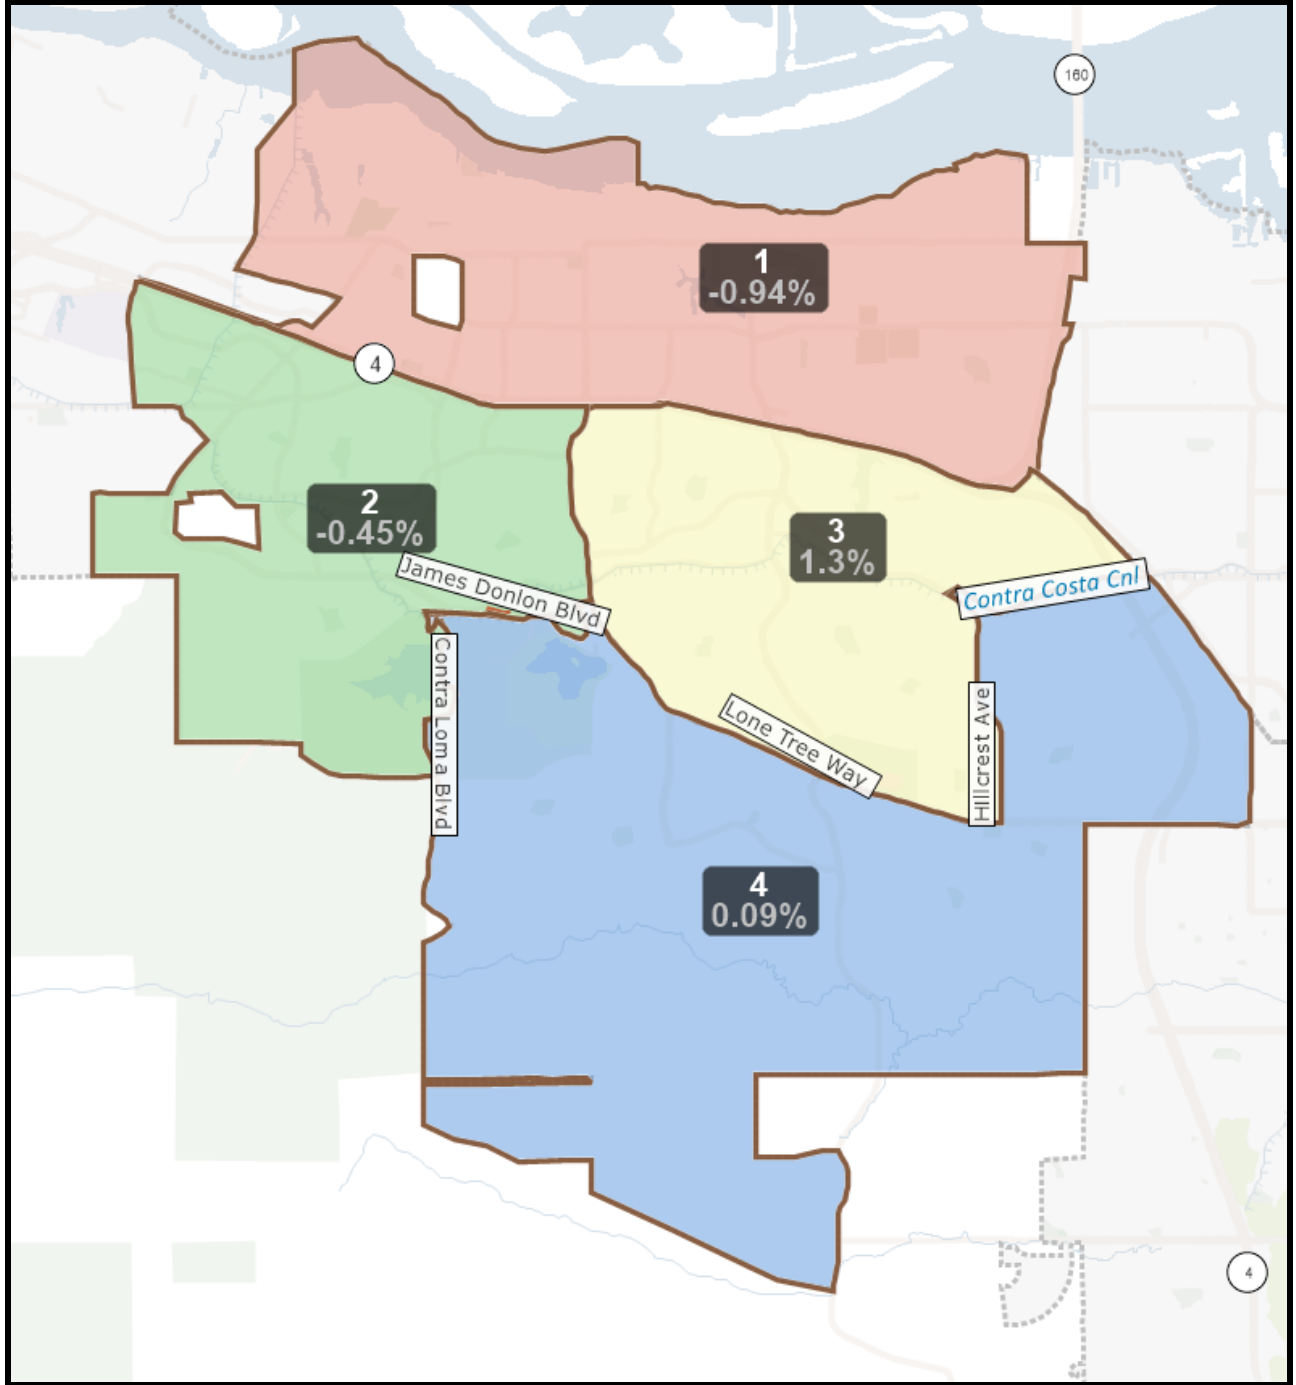 160
1
-0.94%
4
2
-0.45%
3
1.3%
James Donlon Blvd
Contra Costa Cnl
Contra Loma Blvd
Hillcrest Ave
Lone Tree Way
4
0.09%
4